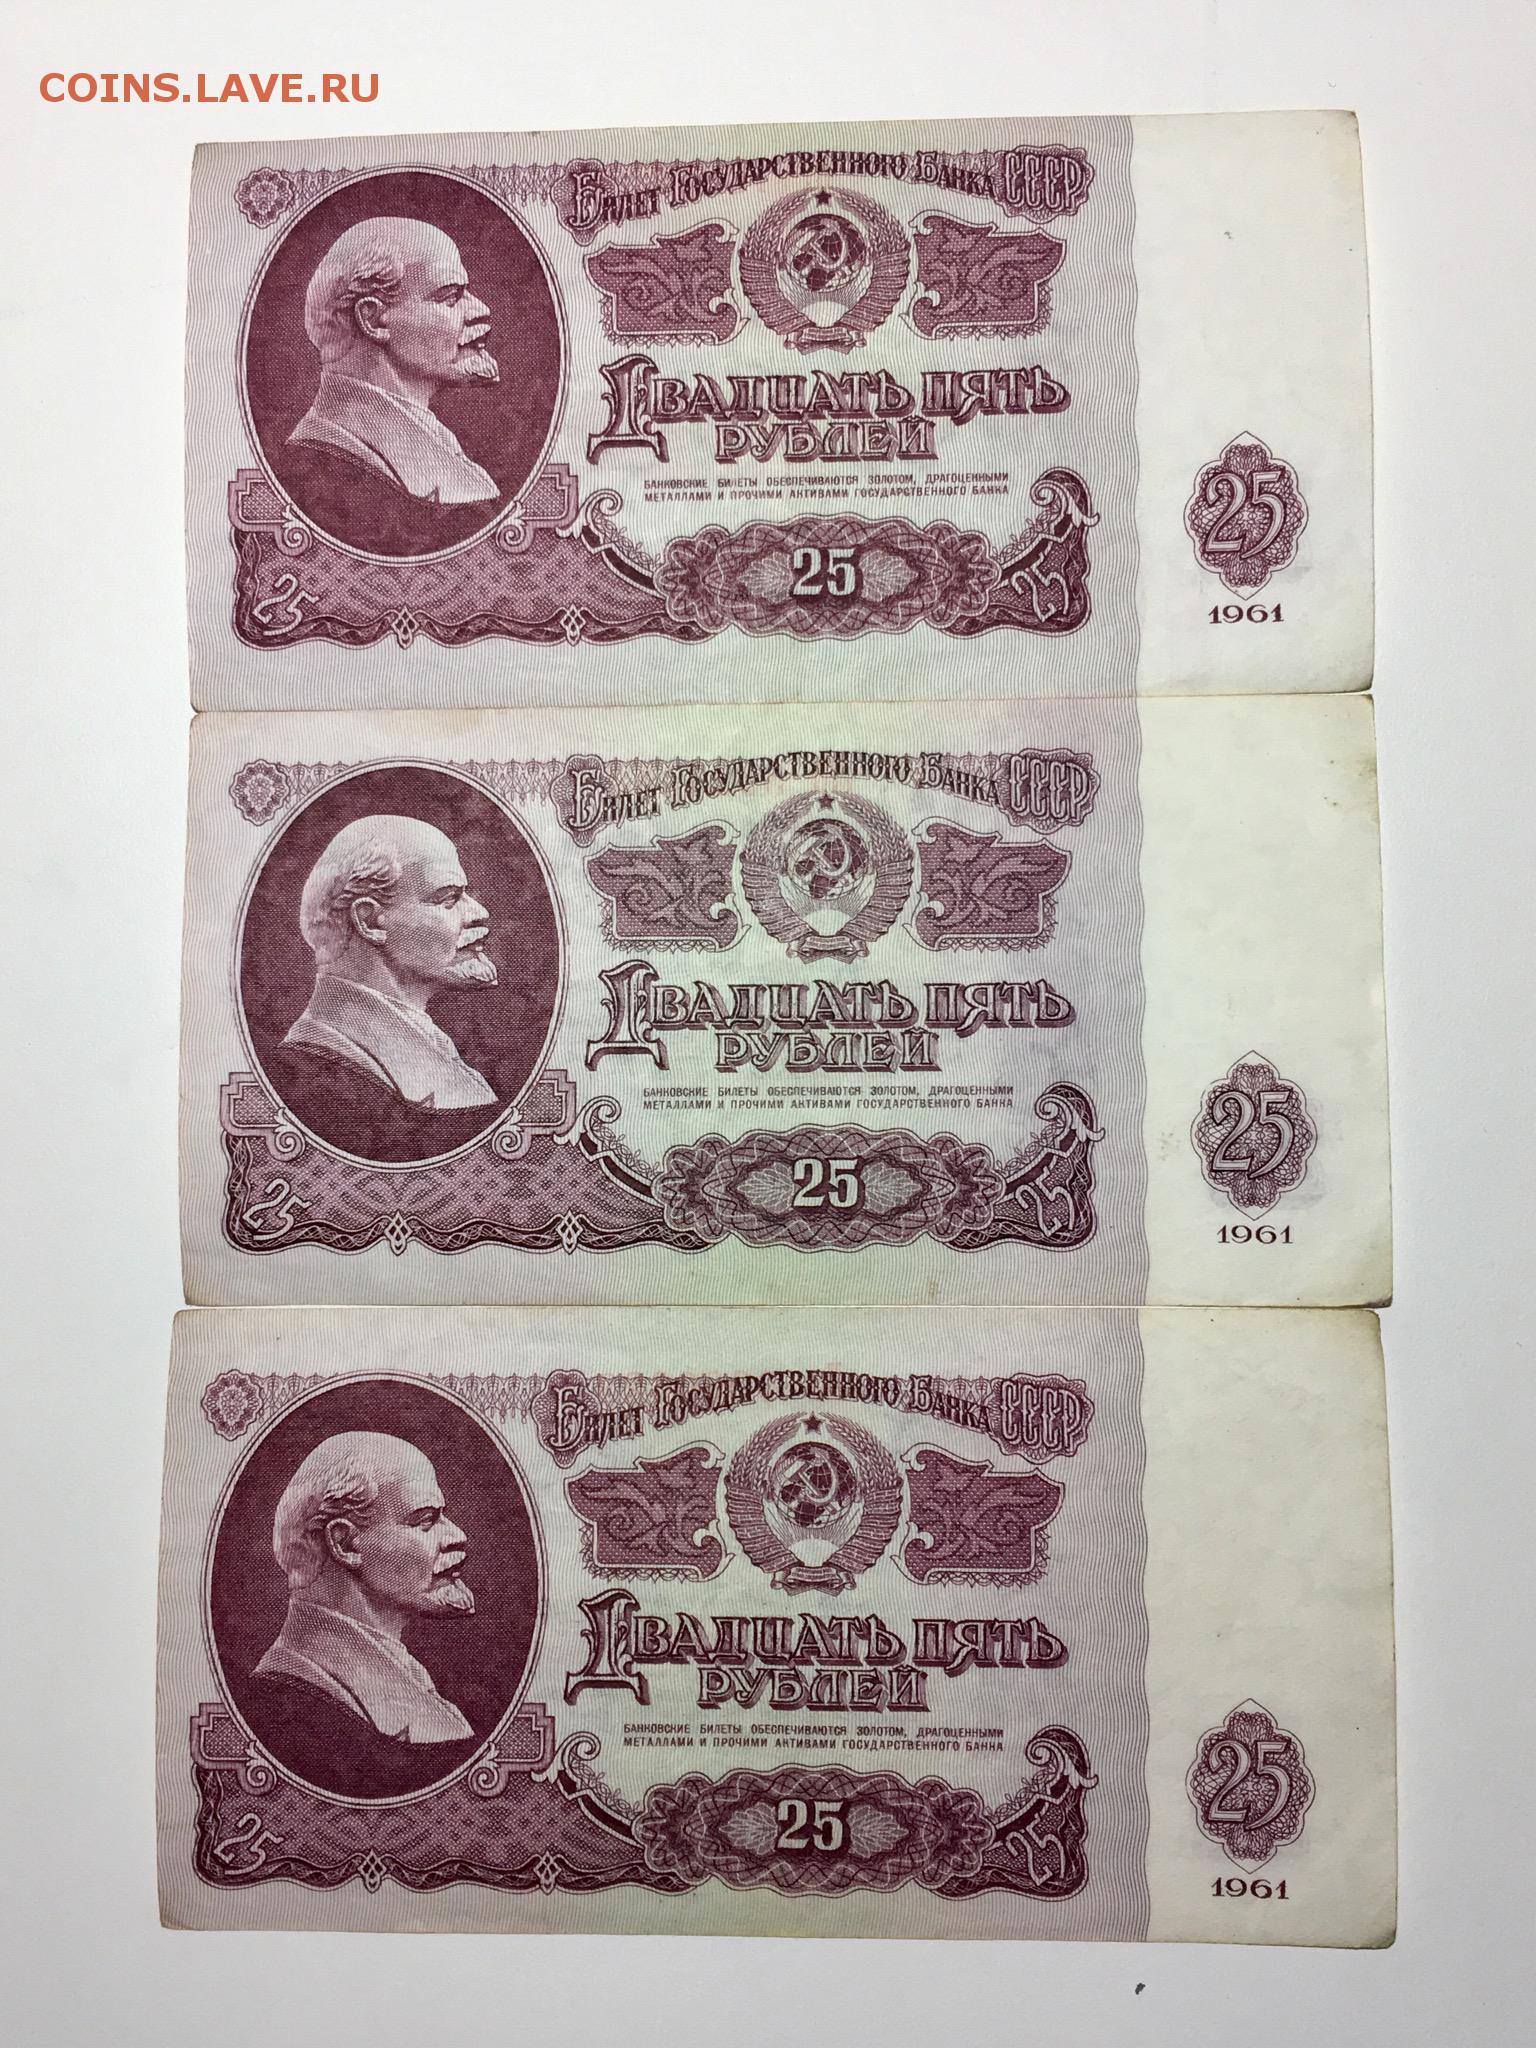 COINS.LAVE.RU
Билет Государственного Банка СССР
Двадцать пять
рублей
БАНКОВСКИЕ БИЛЕТЫ ОБЕСПЕЧИВАЮТСЯ ЗОЛОТОМ, ДРАГОЦЕННЫМИ
МЕТАЛЛАМИ И ПРОЧИМИ АКТИВАМИ ГОСУДАРСТВЕННОГО БАНКА
25
25
25
25
1961
Билет Государственного Банка СССР
Двадцать пять
рублей
БАНКОВСКИЕ БИЛЕТЫ ОБЕСПЕЧИВАЮТСЯ ЗОЛОТОМ, ДРАГОЦЕННЫМИ
МЕТАЛЛАМИ И ПРОЧИМИ АКТИВАМИ ГОСУДАРСТВЕННОГО БАНКА
25
25
25
25
1961
Билет Государственного Банка СССР
Двадцать пять
рублей
БАНКОВСКИЕ БИЛЕТЫ ОБЕСПЕЧИВАЮТСЯ ЗОЛОТОМ, ДРАГОЦЕННЫМИ
МЕТАЛЛАМИ И ПРОЧИМИ АКТИВАМИ ГОСУДАРСТВЕННОГО БАНКА
25
25
25
25
1961